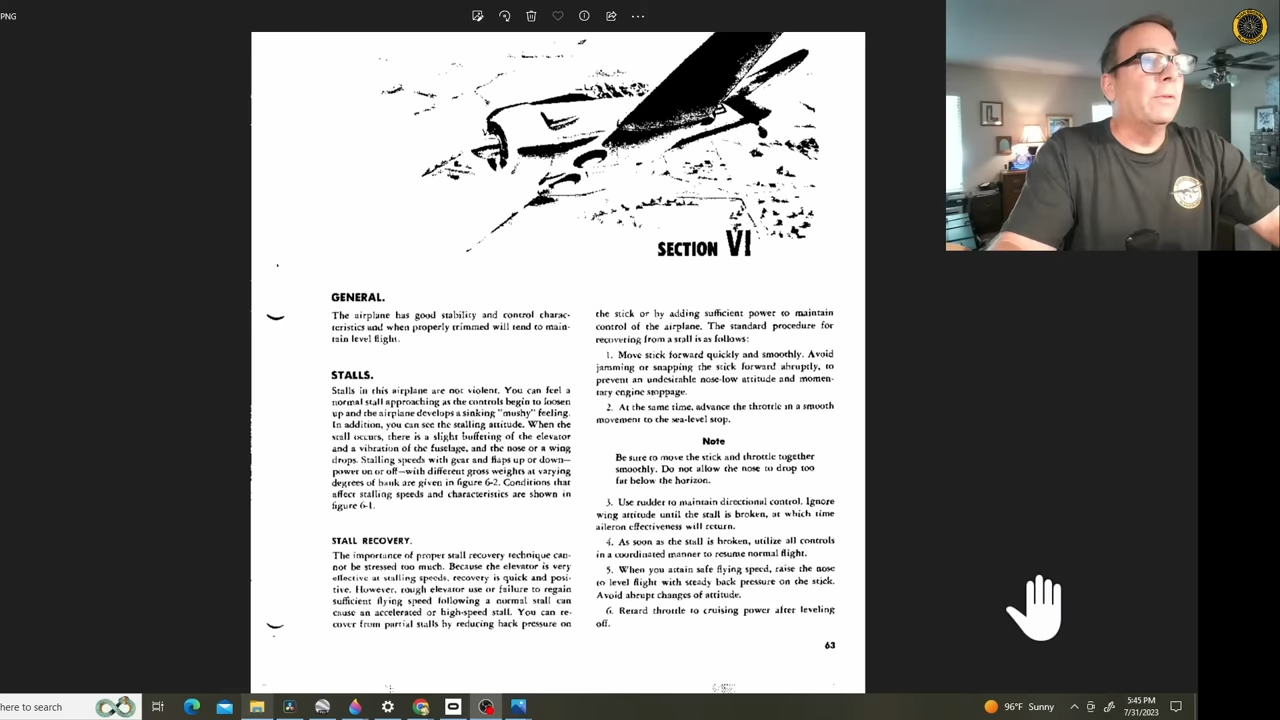 PNG
SECTION VI
GENERAL.
The airplane has good stability and control charac-
teristics and when properly trimmed will tend to main-
tain level flight.
STALLS.
Stalls in this airplane are not violent. You can feel a
normal stall approaching as the controls begin to loosen
up and the airplane develops a sinking "mushy" feeling.
In addition, you can see the stalling attitude. When the
stall occurs, there is a slight buffeting of the elevator
and a vibration of the fuselage, and the nose or a wing
drops. Stalling speeds with gear and flaps up or down—
power on or off—with different gross weights at varying
degrees of bank are given in figure 6-2. Conditions that
affect stalling speeds and characteristics are shown in
figure 6-1.
STALL RECOVERY.
The importance of proper stall recovery technique can-
not be stressed too much. Because the elevator is very
effective at stalling speeds, recovery is quick and posi-
tive. However, rough elevator use or failure to regain
sufficient flying speed following a normal stall can
cause an accelerated or high-speed stall. You can re-
cover from partial stalls by reducing back pressure on
the stick or by adding sufficient power to maintain
control of the airplane. The standard procedure for
recovering from a stall is as follows:
1. Move stick forward quickly and smoothly. Avoid
jamming or snapping the stick forward abruptly, to
prevent an undesirable nose-low attitude and momen-
tary engine stoppage.
2. At the same time, advance the throttle in a smooth
movement to the sea-level stop.
Note
Be sure to move the stick and throttle together
smoothly. Do not allow the nose to drop too
far below the horizon.
3. Use rudder to maintain directional control. Ignore
wing attitude until the stall is broken, at which time
aileron effectiveness will return.
4. As soon as the stall is broken, utilize all controls
in a coordinated manner to resume normal flight.
5. When you attain safe flying speed, raise the nose
to level flight with steady back pressure on the stick.
Avoid abrupt changes of attitude.
6. Retard throttle to cruising power after leveling
off.
63
here to search
96°F Sunny
5:45 PM
7/31/2023